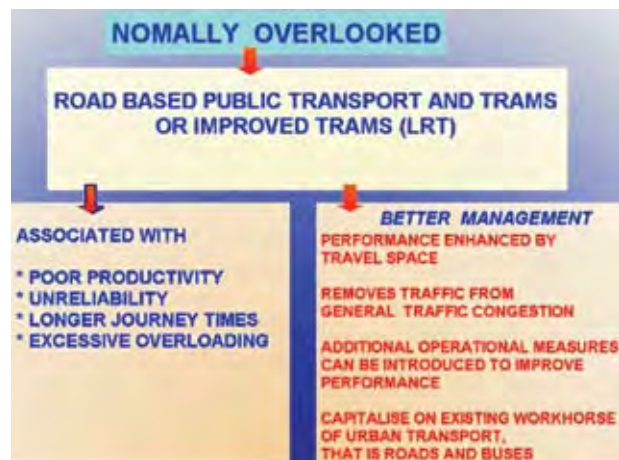 NOMALLY OVERLOOKED
ROAD BASED PUBLIC TRANSPORT AND TRAMS
OR IMPROVED TRAMS (LRT)
ASSOCIATED WITH
* POOR PRODUCTIVITY
* UNRELIABILITY
* LONGER JOURNEY TIMES
* EXCESSIVE OVERLOADING
BETTER MANAGEMENT
PERFORMANCE ENHANCED BY
TRAVEL SPACE
REMOVES TRAFFIC FROM
GENERAL TRAFFIC CONGESTION
ADDITIONAL OPERATIONAL MEASURES
CAN BE INTRODUCED TO IMPROVE
PERFORMANCE
CAPITALISE ON EXISTING WORKHORSE
OF URBAN TRANSPORT,
THAT IS ROADS AND BUSES